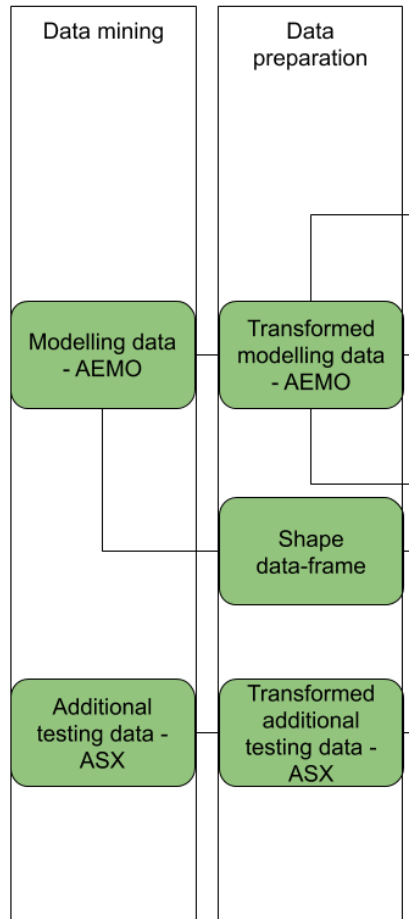 Data mining
Data
preparation
Modelling data
- AEMO
Transformed
modelling data
- AEMO
Shape
data-frame
Additional
testing data -
ASX
Transformed
additional
testing data -
ASX